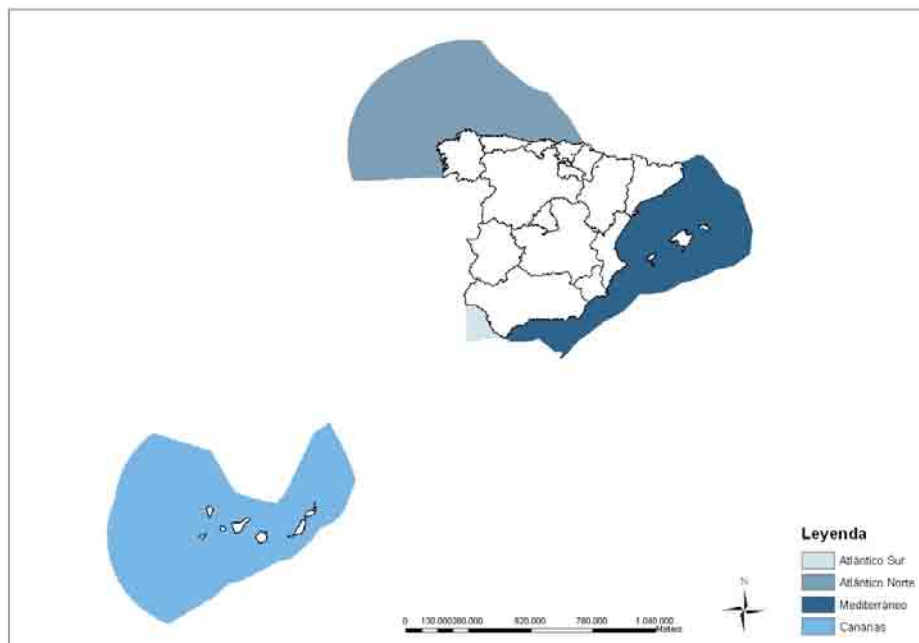 Leyenda
Atlántico Sur
Atlántico Norte
Mediterráneo
Canarias
N
0 130.000 260.000 520.000 780.000 1.040.000
Meters